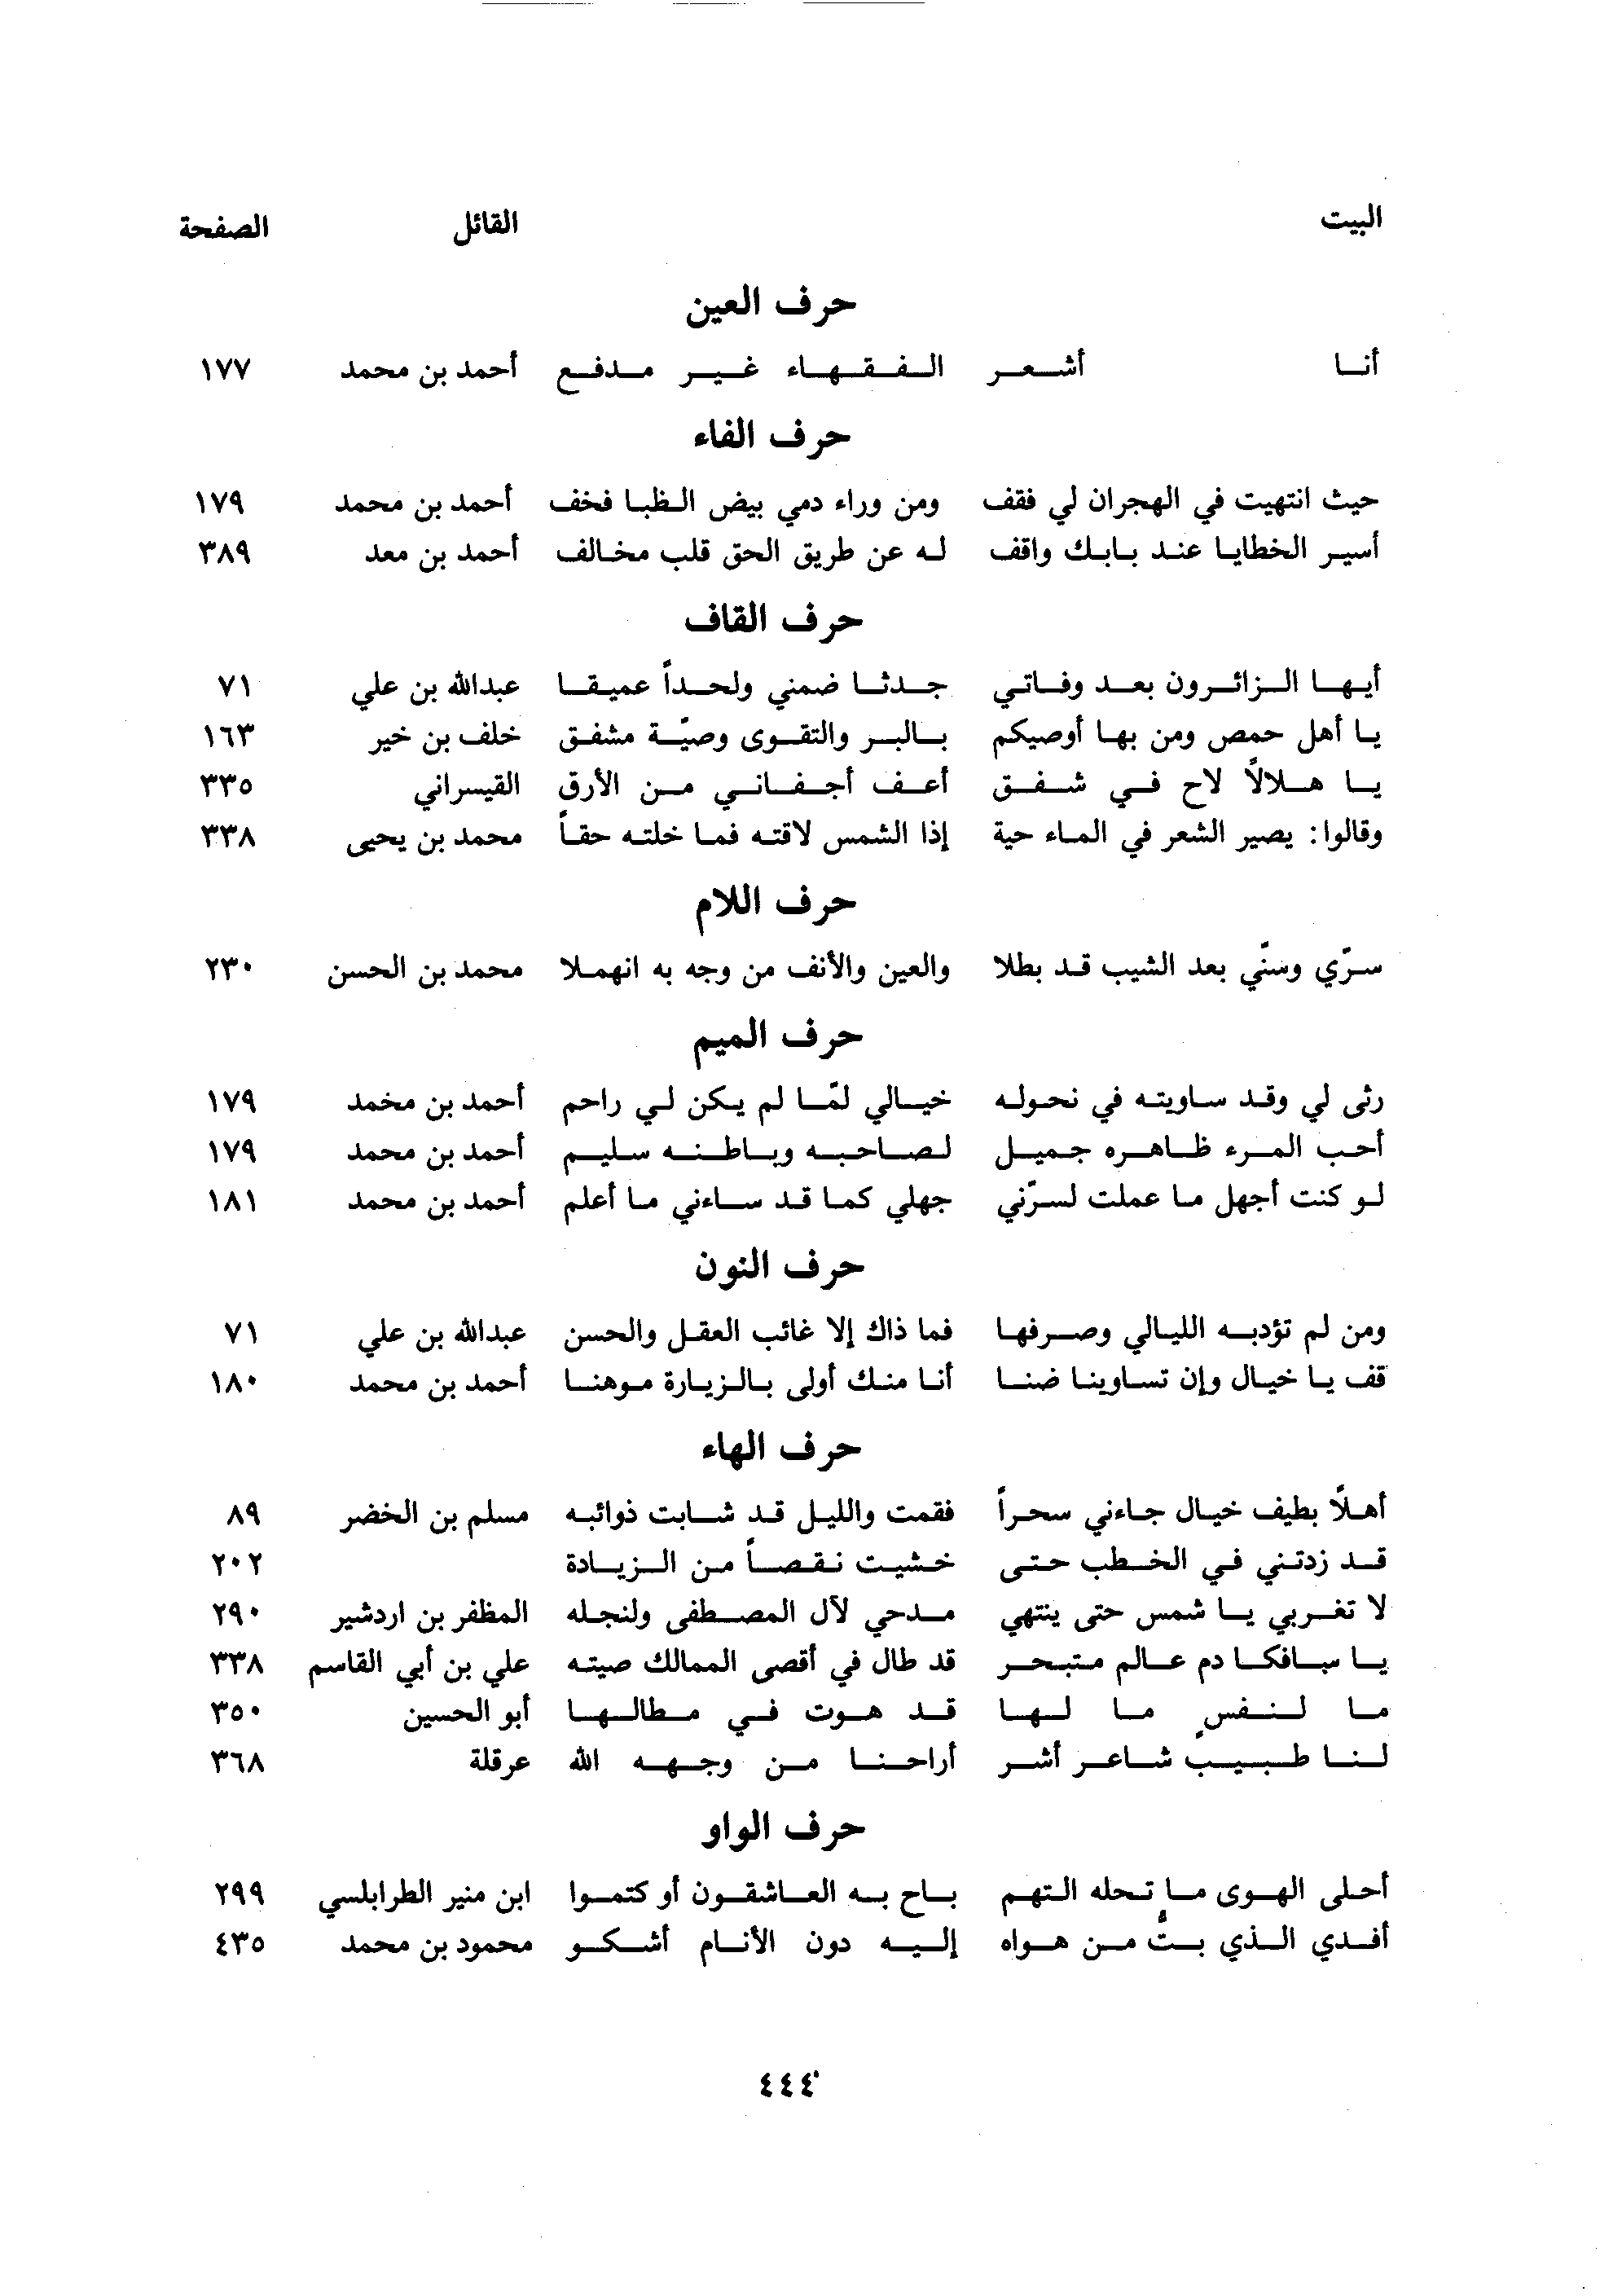 البيت القائل الصفحة
حرف العين
أنا أشعر الفقهاء غير مدفع أحمد بن محمد ١٧٧
حرف الفاء
حيث انتهيت في الهجران لي فقف ومن وراء دمي بيض الظبا فخف أحمد بن محمد ١٧٩
أسير الخطايا عند بابك واقف له عن طريق الحق قلب مخالف أحمد بن معد ٣٨٩
حرف القاف
أيها الزائرون بعد وفاتي جدثا ضمني ولحداً عميقا عبدالله بن علي ٧١
يا أهل حمص ومن بها أوصيكم بالبر والتقوى وصيّة مشفق خلف بن خير ١٦٣
يا هلالاً لاح في شفق أعف أجفاني من الأرق القيسراني ٣٣٥
وقالوا: يصير الشعر في الماء حية إذا الشمس لاقته فما خلته حقاً محمد بن يحيى ٣٣٨
حرف اللام
سرّي وسنّي بعد الشيب قد بطلا والعين والأنف من وجه به انهملا محمد بن الحسن ٢٣٠
حرف الميم
رثى لي وقد ساويته في نحوله خيالي لمّا لم يكن لي راحم أحمد بن مخمد ١٧٩
أحب المرء ظاهره جميل لصاحبه وباطنه سليم أحمد بن محمد ١٧٩
لو كنت أجهل ما عملت لسرّني جهلي كما قد ساءني ما أعلم أحمد بن محمد ١٨١
حرف النون
ومن لم تؤدبه الليالي وصرفها فما ذاك إلا غائب العقل والحسن عبدالله بن علي ٧١
قف يا خيال وإن تساوينا ضنا أنا منك أولى بالزيارة موهنا أحمد بن محمد ١٨٠
حرف الهاء
أهلاً بطيف خيال جاءني سحراً فقمت والليل قد شابت ذوائبه مسلم بن الخضر ٨٩
قد زدتني في الخطب حتى خشيت نقصاً من الزيادة ٢٠٢
لا تغربي يا شمس حتى ينتهي مدحي لآل المصطفى ولنجله المظفر بن اردشير ٢٩٠
يا سافكا دم عالم متبحر قد طال في أقصى الممالك صيته علي بن أبي القاسم ٣٣٨
ما لنفسٍ ما لها قد هوت في مطالها أبو الحسين ٣٥٠
لنا طبيب شاعر أشر أراحنا من وجهه الله عرقلة ٣٦٨
حرف الواو
أحلى الهوى ما تحله التهم باح به العاشقون أو كتموا ابن منير الطرابلسي ٢٩٩
أفدي الذي بتُّ من هواه إليه دون الأنام أشكو محمود بن محمد ٤٣٥
٤٤٤